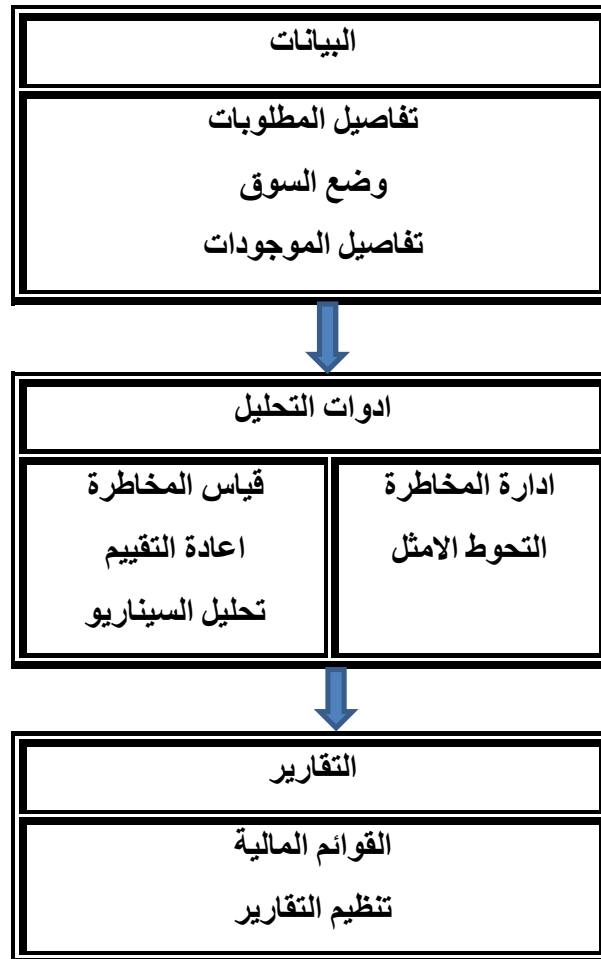 البيانات
تفاصيل المطلوبات
وضع السوق
تفاصيل الموجودات
ادوات التحليل
ادارة المخاطرة
التحوط الامثل
قياس المخاطرة
اعادة التقييم
تحليل السيناريو
التقارير
القوائم المالية
تنظيم التقارير